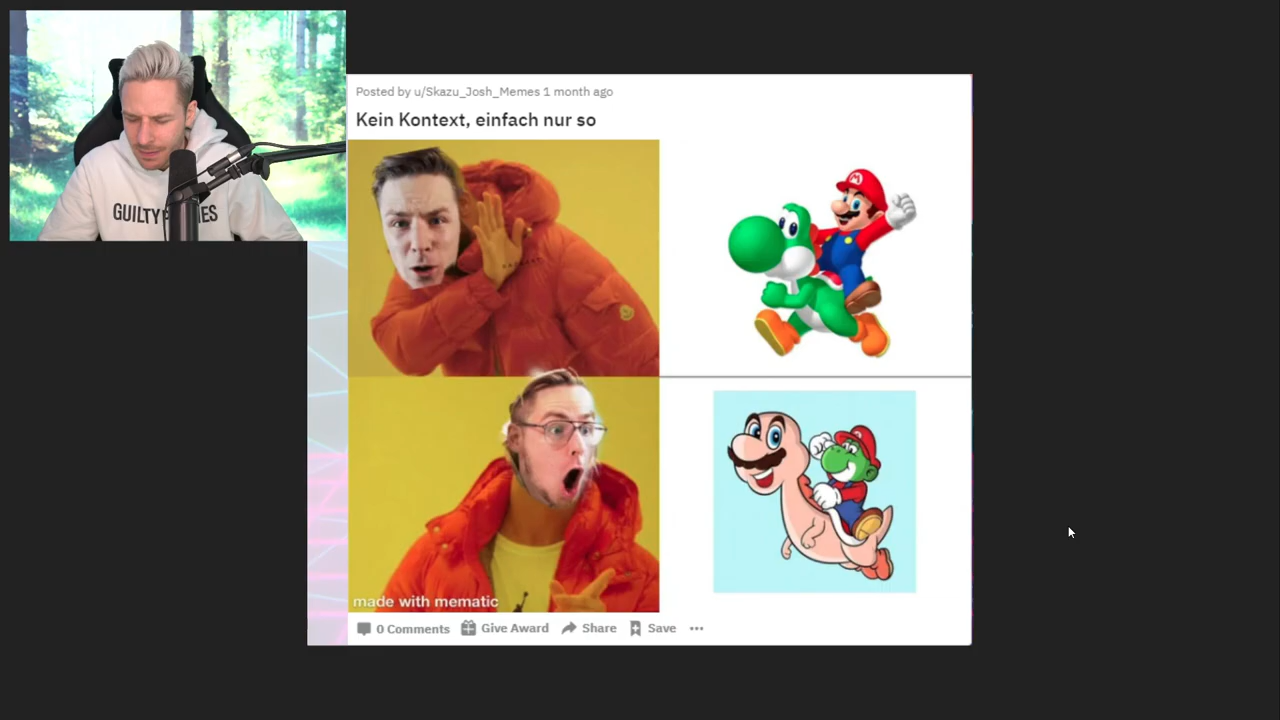 Posted by u/Skazu_Josh_Memes 1 month ago
Kein Kontext, einfach nur so
GUILTY
IES
M
made with mematic
0 Comments Give Award Share Save